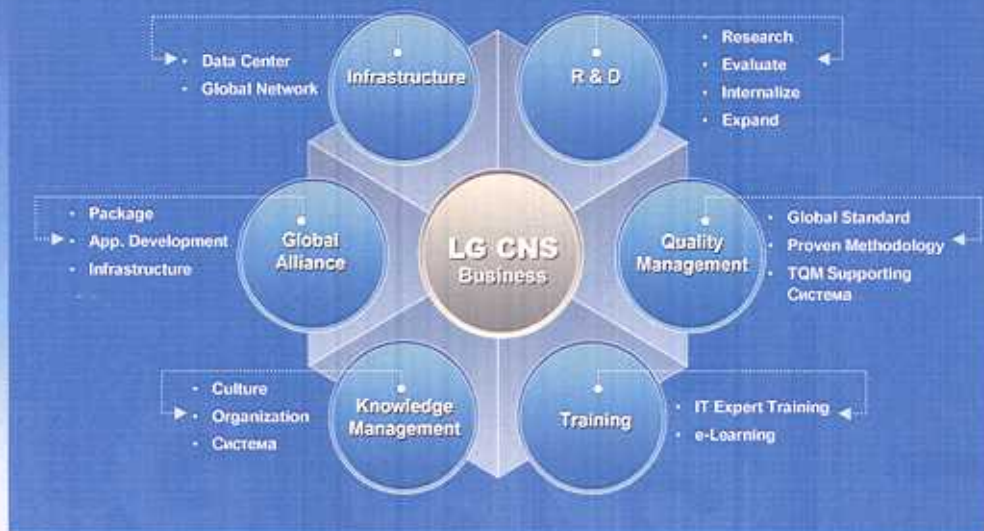 Infrastructure
• Data Center
• Global Network
R & D
• Research
• Evaluate
• Internalize
• Expand
Global
Alliance
• Package
• App. Development
• Infrastructure
LG CNS
Business
Quality
Management
• Global Standard
• Proven Methodology
• TQM Supporting
Система
Knowledge
Management
• Culture
• Organization
• Система
Training
• IT Expert Training
• e-Learning